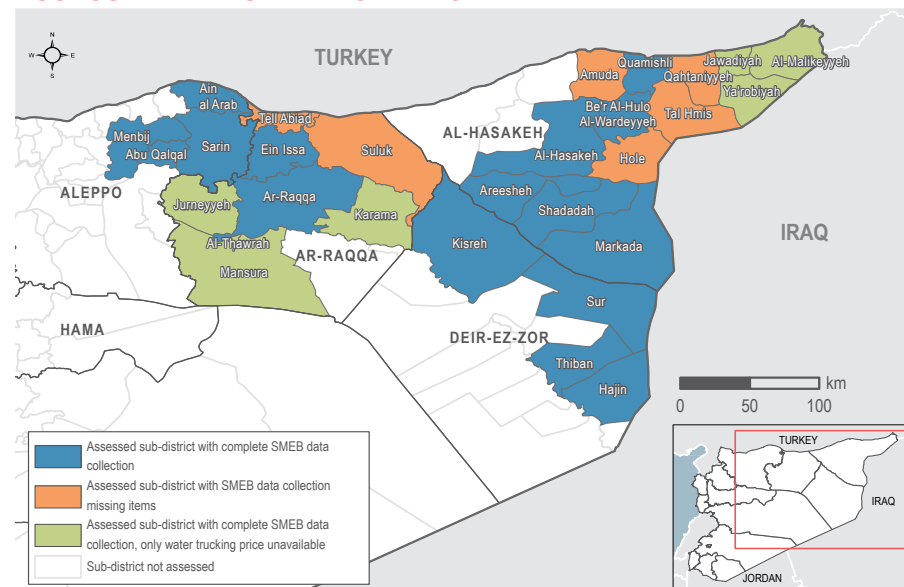 N
W E
S
TURKEY
Quamishli
Jawadiyah
Amuda
Qahtaniyyeh
Al-Malikeyyeh
Ya'robiyah
Ain
al Arab
Tell Abiad
Be'r Al-Hulo
Al-Wardeyyeh
Tal Hmis
AL-HASAKEH
Menbij
Abu Qalqal
Sarin
Ein Issa
Suluk
Al-Hasakeh
Hole
ALEPPO
Jurneyyeh
Ar-Raqqa
Karama
Areesheh
Shadadah
Al-Thawrah
Mansura
AR-RAQQA
Kisreh
Markada
IRAQ
Sur
HAMA
DEIR-EZ-ZOR
Thiban
Hajin
km
0 50 100
Assessed sub-district with complete SMEB data
collection
Assessed sub-district with SMEB data collection
missing items
Assessed sub-district with complete SMEB data
collection, only water trucking price unavailable
Sub-district not assessed
TURKEY
IRAQ
JORDAN